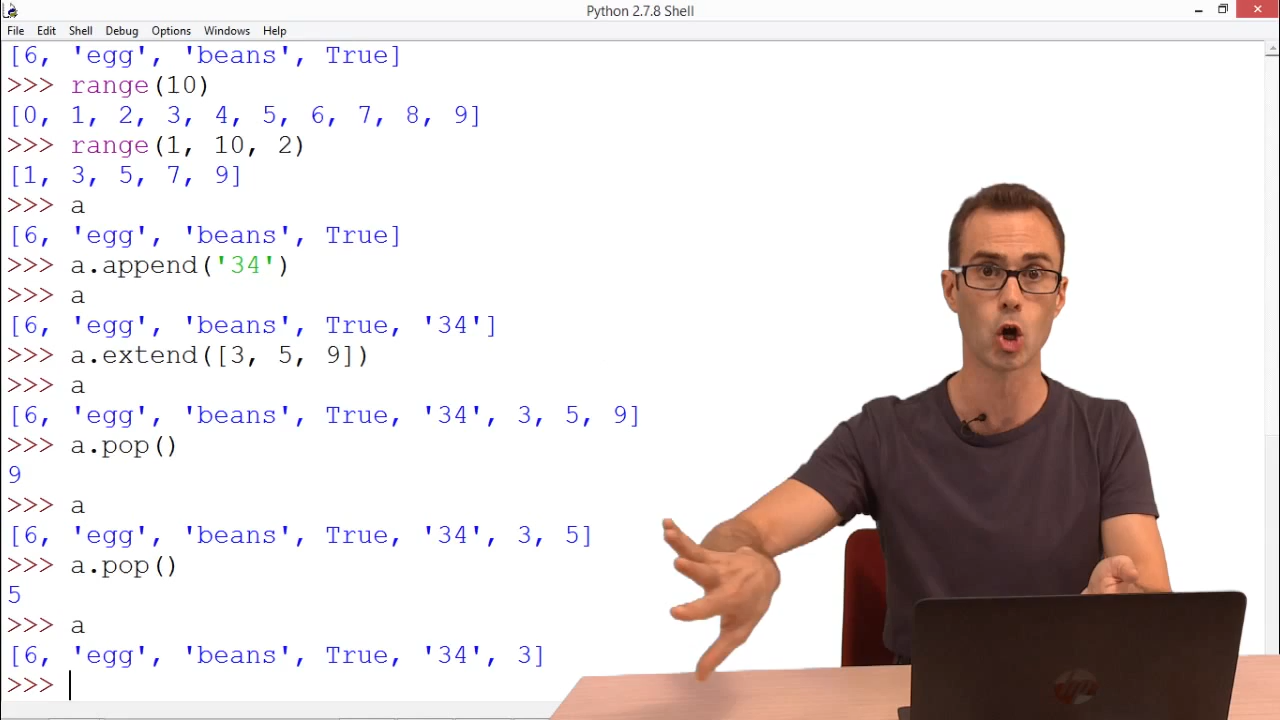 Python 2.7.8 Shell
File Edit Shell Debug Options Windows Help
[6, 'egg', 'beans', True]
>>> range(10)
[0, 1, 2, 3, 4, 5, 6, 7, 8, 9]
>>> range(1, 10, 2)
[1, 3, 5, 7, 9]
>>> a
[6, 'egg', 'beans', True]
>>> a.append('34')
>>> a
[6, 'egg', 'beans', True, '34']
>>> a.extend([3, 5, 9])
>>> a
[6, 'egg', 'beans', True, '34', 3, 5, 9]
>>> a.pop()
9
>>> a
[6, 'egg', 'beans', True, '34', 3, 5]
>>> a.pop()
5
>>> a
[6, 'egg', 'beans', True, '34', 3]
>>>
hp